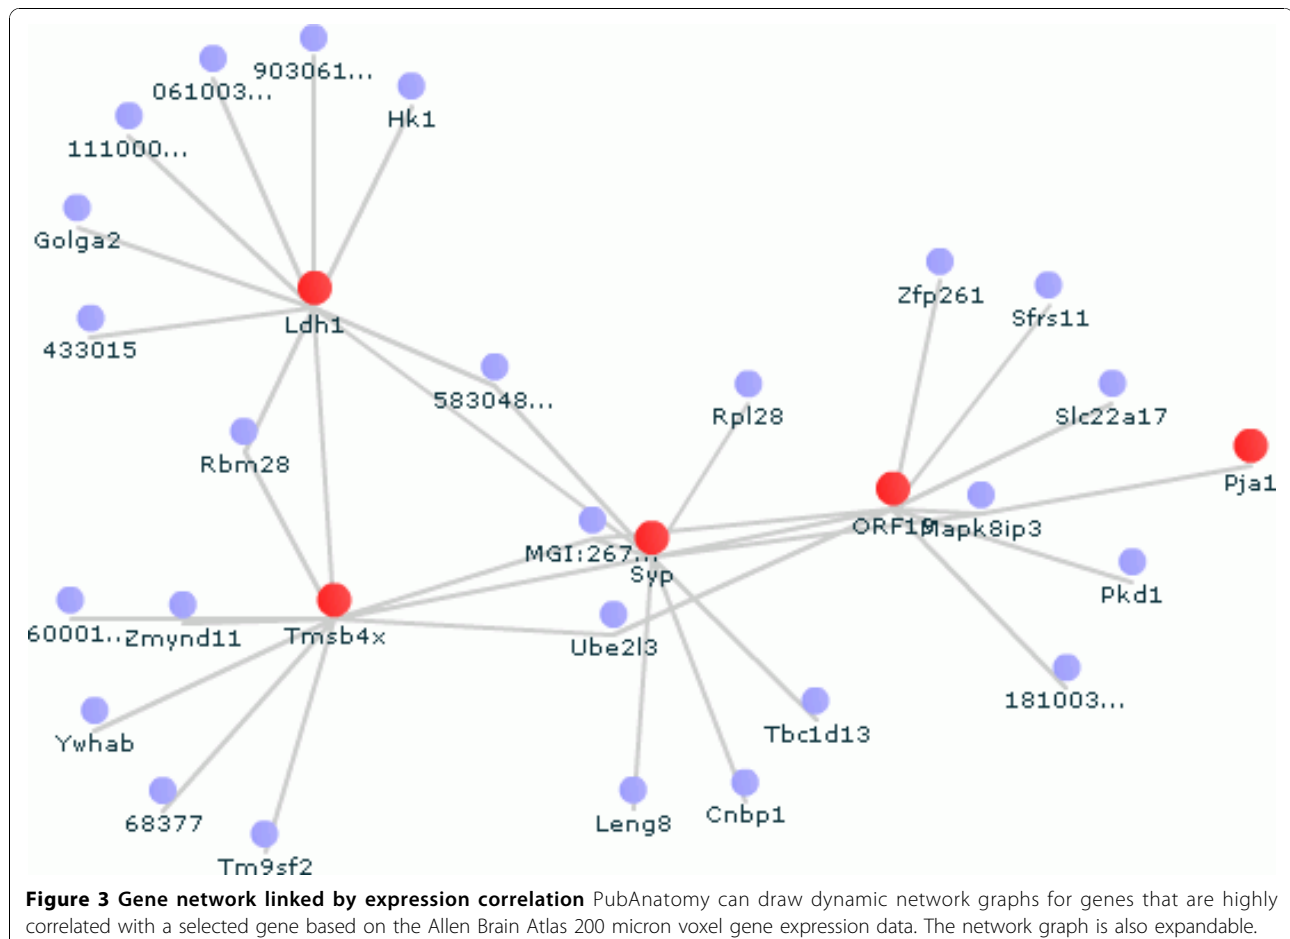 903061...
061003...
Hk1
111000...
Golga2
Zfp261
Sfrs11
Ldh1
433015
583048...
Rpl28
Slc22a17
Rbm28
Pja1
ORF19
Mapk8ip3
MGI:267...
Syp
Pkd1
60001...
Zmynd11
Tmsb4x
Ube2l3
181003...
Ywhab
Tbc1d13
68377
Leng8
Cnbp1
Tm9sf2
Figure 3 Gene network linked by expression correlation PubAnatomy can draw dynamic network graphs for genes that are highly
correlated with a selected gene based on the Allen Brain Atlas 200 micron voxel gene expression data. The network graph is also expandable.